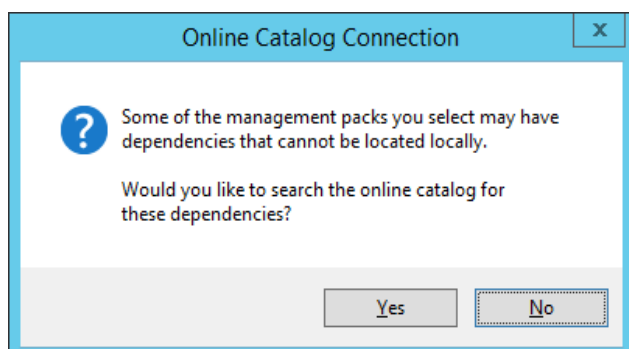 Online Catalog Connection
x
?
Some of the management packs you select may have
dependencies that cannot be located locally.
Would you like to search the online catalog for
these dependencies?
Yes
No